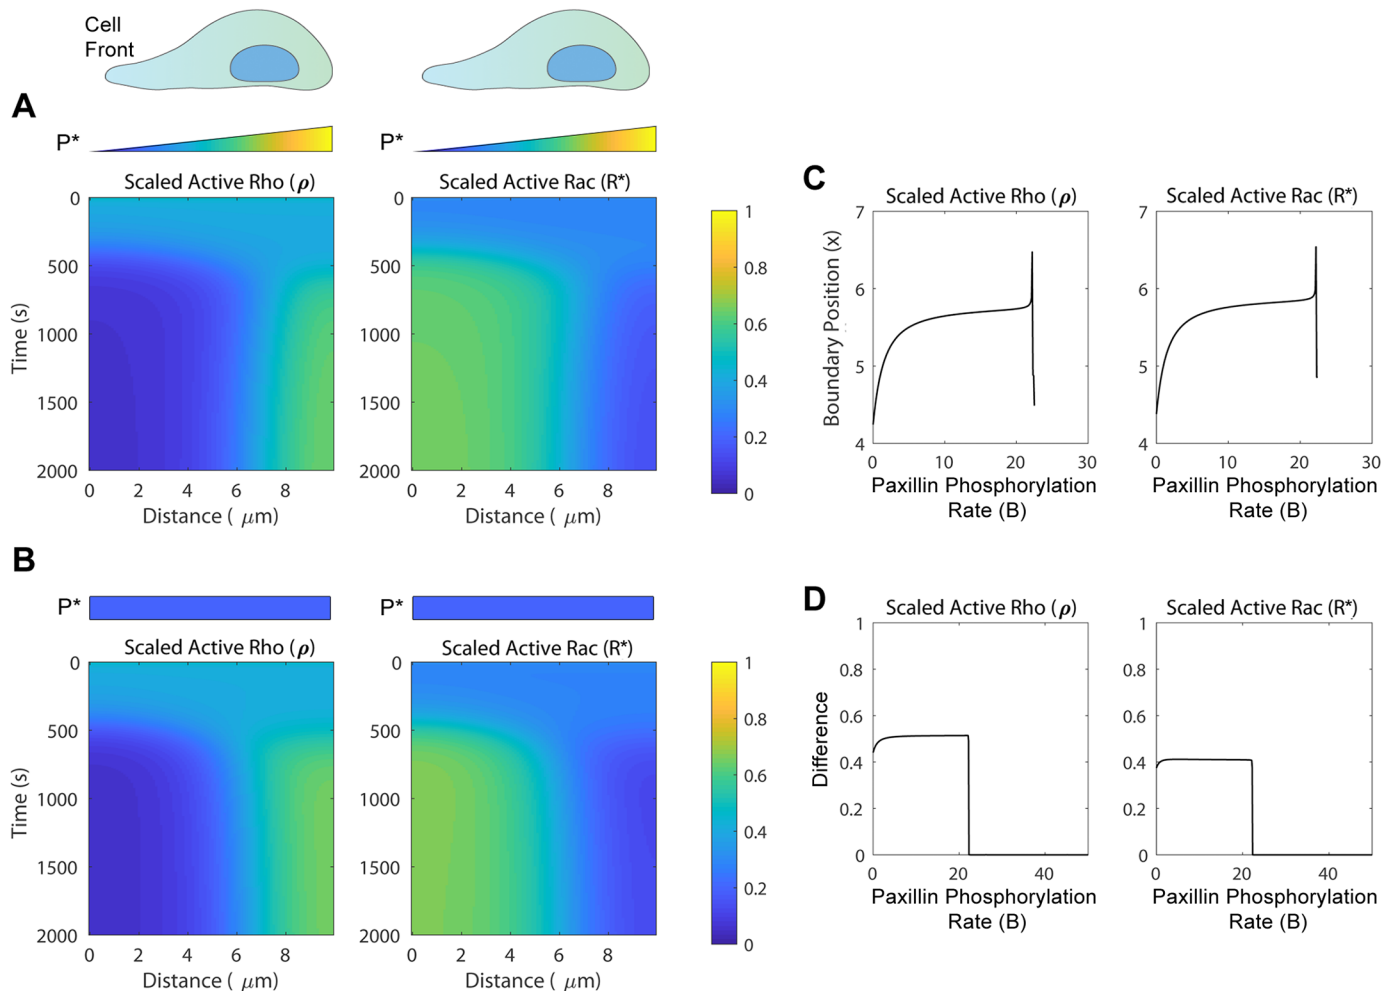 Cell
Front
A
P*
P*
Scaled Active Rho (ρ)
Scaled Active Rac (R*)
0
500
1000
1500
2000
Time (s)
0 2 4 6 8
Distance ( μm)
0
500
1000
1500
2000
0 2 4 6 8
Distance ( μm)
1
0.8
0.6
0.4
0.2
0
B
P*
P*
Scaled Active Rho (ρ)
Scaled Active Rac (R*)
0
500
1000
1500
2000
Time (s)
0 2 4 6 8
Distance ( μm)
0
500
1000
1500
2000
0 2 4 6 8
Distance ( μm)
1
0.8
0.6
0.4
0.2
0
C
Scaled Active Rho (ρ)
Boundary Position (x)
7
6
5
4
0 10 20 30
Paxillin Phosphorylation
Rate (B)
Scaled Active Rac (R*)
7
6
5
4
0 10 20 30
Paxillin Phosphorylation
Rate (B)
D
Scaled Active Rho (ρ)
Difference
1
0.8
0.6
0.4
0.2
0
0 20 40
Paxillin Phosphorylation
Rate (B)
Scaled Active Rac (R*)
1
0.8
0.6
0.4
0.2
0
0 20 40
Paxillin Phosphorylation
Rate (B)